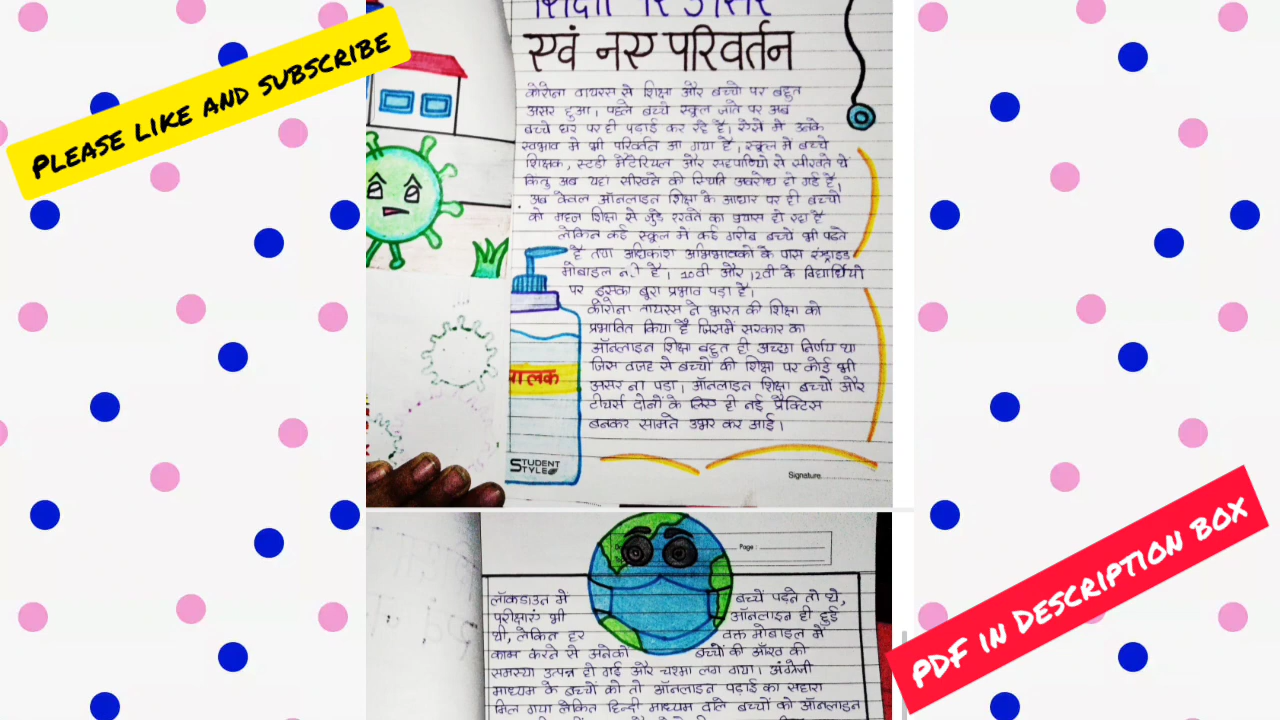 PLEASE LIKE AND SUBSCRIBE
शिक्षा पर असर
एवं नए परिवर्तन
कोरोना वायरस से शिक्षा और बच्चो पर बहुत
असर हुआ। पहले बच्चे स्कूल जाते पर अब
बच्चे घर पर ही पढ़ाई कर रहे है। ऐसे मे उनके
स्वभाव मे भी परिवर्तन आ गया है। स्कूल मे बच्चे
शिक्षक, स्टडी मैटेरियल और सहपाठियो से सीखते थे
किंतु अब यहा सीखने की स्थिति अवरोध हो गई है।
अब केवल ऑनलाइन शिक्षा के आधार पर ही बच्चो
को महज शिक्षा से जुडे रखने का प्रयास हो रहा है
लेकिन कई स्कूल मे कई गरीब बच्चे भी पढते
है तथा अधिकांश अभिभावको के पास
मोबाइल है। 10वी और 12वी के विद्यार्थियो
पर इसका बूरा प्रभाव पड़ा है।
कोरोना वायरस ने भारत की शिक्षा को
प्रभावित किया है जिसमें सरकार का
ऑनलाइन शिक्षा बहुत ही अच्छा निर्णय था
जिस वजह से बच्चो की शिक्षा पर कोई भी
असर ना पड़ा। ऑनलाइन शिक्षा बच्चो और
टीचर्स दोनो के लिए ही नई प्रैक्टिस
बनकर सामने उभर कर आई।
STUDENT
STYLE
Signature
Page :
लॉकडाउन में बच्चें पढ़ते तो थे,
परीक्षाएं भी ऑनलाइन ही हुई
थी, लेकिन हर वक्त मोबाइल में
काम करने से अनेको बच्चों की आँख की
समस्या उत्पन्न हो गई और चश्मा लग गया। अंग्रेजी
माध्यम के बच्चों को तो ऑनलाइन पढ़ाई का सहारा
मिल गया लेकिन हिन्दी माध्यम वाले बच्चों को ऑनलाइन
PDF IN DESCRIPTION BOX